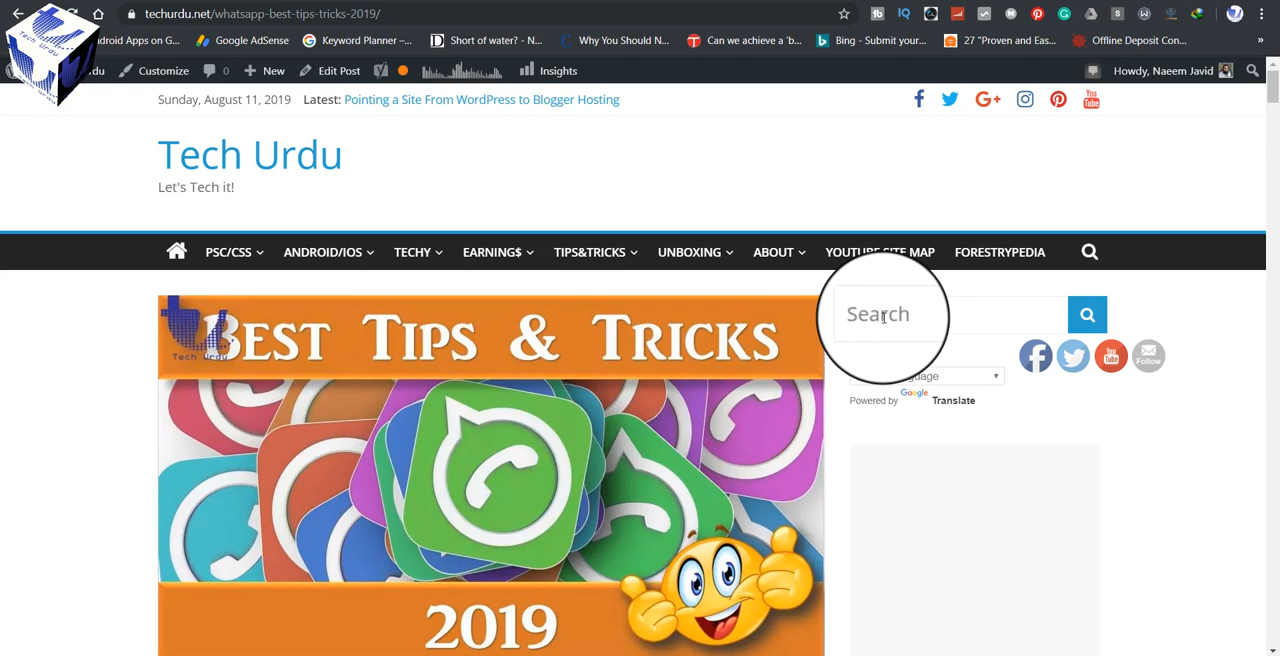 techurdu.net/whatsapp-best-tips-tricks-2019/
Tech Urdu
ndroid Apps on G...
Google AdSense
Keyword Planner –...
Short of water? - N...
Why You Should N...
Can we achieve a 'b...
Bing - Submit your...
27 "Proven and Eas...
Offline Deposit Con...
»
du
Customize
0
New
Edit Post
Insights
Howdy, Naeem Javid
Sunday, August 11, 2019
Latest: Pointing a Site From WordPress to Blogger Hosting
Tech Urdu
Let's Tech it!
PSC/CSS
ANDROID/IOS
TECHY
EARNING$
TIPS&TRICKS
UNBOXING
ABOUT
YOUTUBE SITE MAP
FORESTRYPEDIA
Best Tips & Tricks
Tech Urdu
2019
Search
Follow
guage
Powered by Google Translate